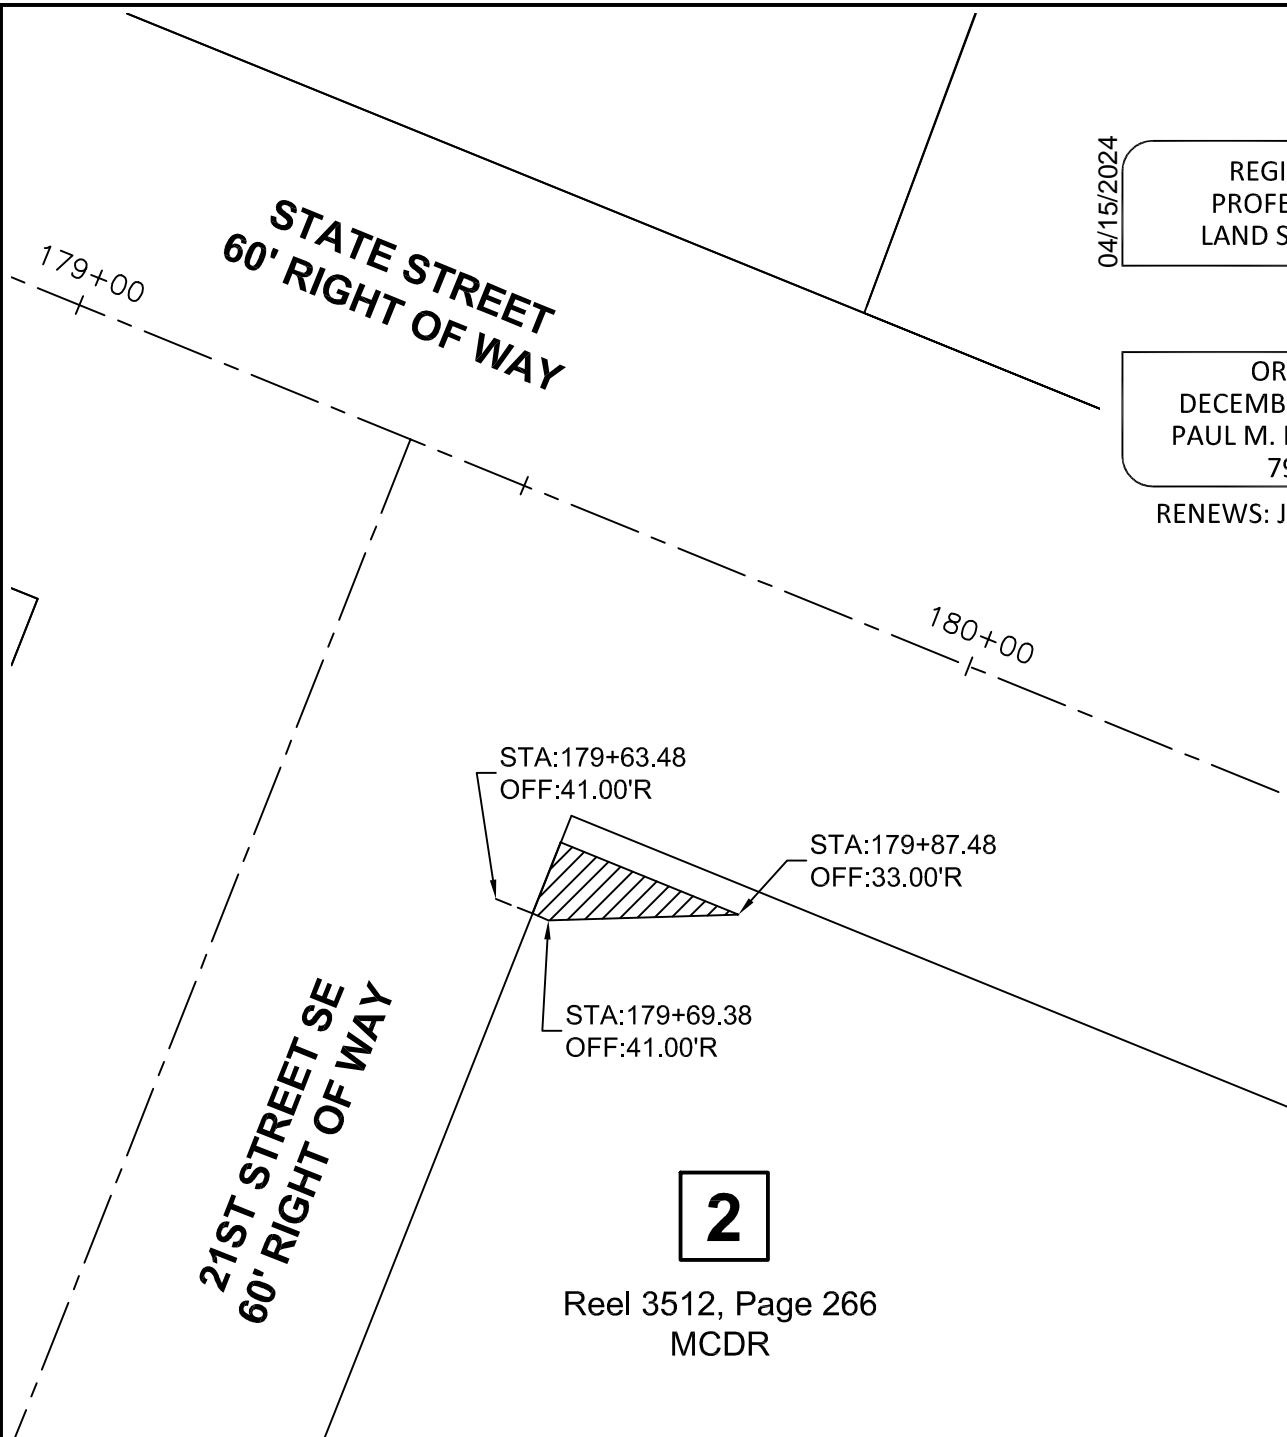 STATE STREET
60' RIGHT OF WAY
179+00
04/15/2024
REGI
PROFE
LAND S
OR
DECEMB
PAUL M.
79
RENEWS: J
180+00
STA:179+63.48
OFF:41.00'R
STA:179+87.48
OFF:33.00'R
STA:179+69.38
OFF:41.00'R
21ST STREET SE
60' RIGHT OF WAY
2
Reel 3512, Page 266
MCDR